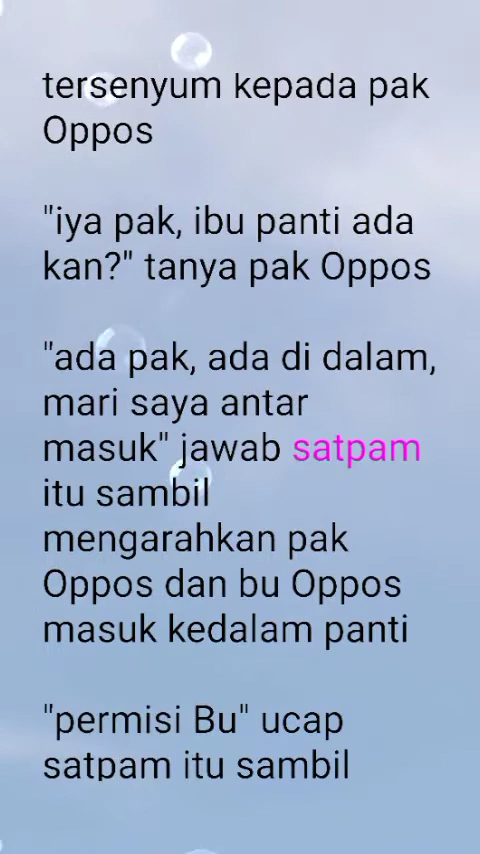 tersenyum kepada pak
Oppos
"iya pak, ibu panti ada
kan?" tanya pak Oppos
"ada pak, ada di dalam,
mari saya antar
masuk" jawab satpam
itu sambil
mengarahkan pak
Oppos dan bu Oppos
masuk kedalam panti
"permisi Bu" ucap
satpam itu sambil